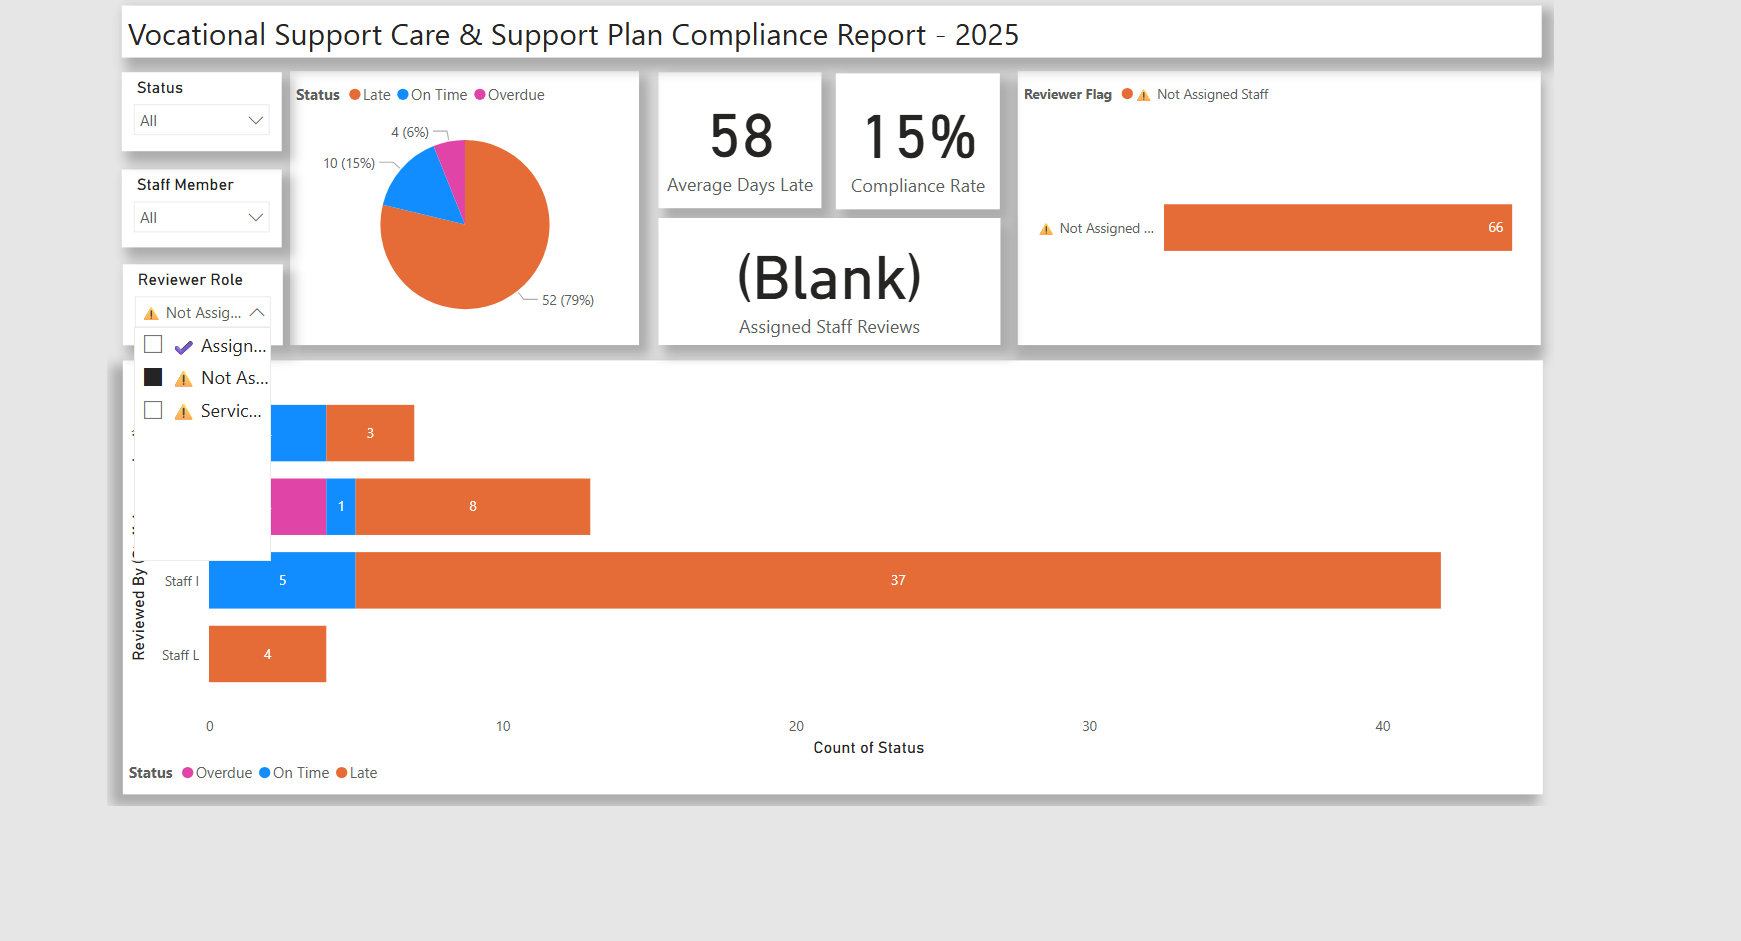 Vocational Support Care & Support Plan Compliance Report - 2025
Status
All
Staff Member
All
Reviewer Role
Not Assig...
Assign...
Not As...
Servic...
Status Late On Time Overdue
4 (6%)
10 (15%)
52 (79%)
58
Average Days Late
15%
Compliance Rate
(Blank)
Assigned Staff Reviews
Reviewer Flag Not Assigned Staff
Not Assigned ...
66
3
1
8
Reviewed By (
Staff I
5
37
Staff L
4
0
10
20
30
40
Count of Status
Status Overdue On Time Late